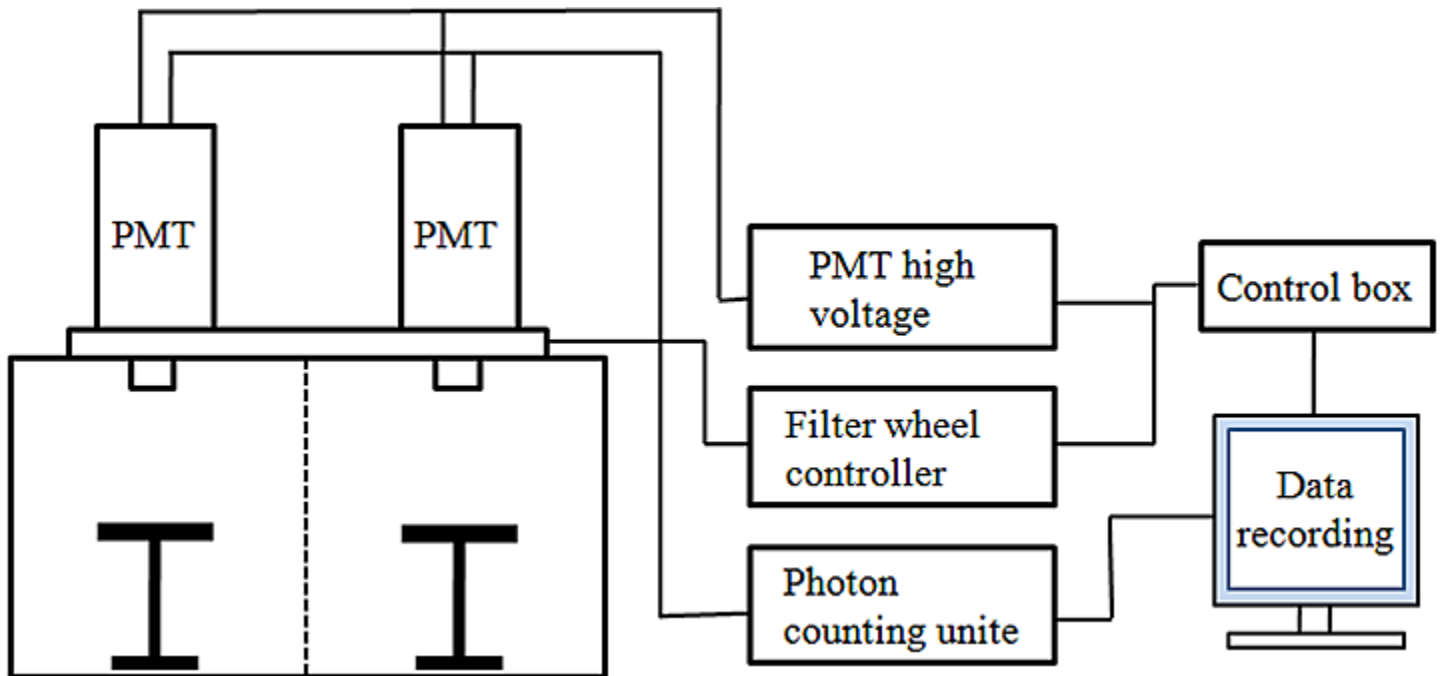 PMT
PMT
PMT high
voltage
Control box
Filter wheel
controller
Data
recording
Photon
counting unite